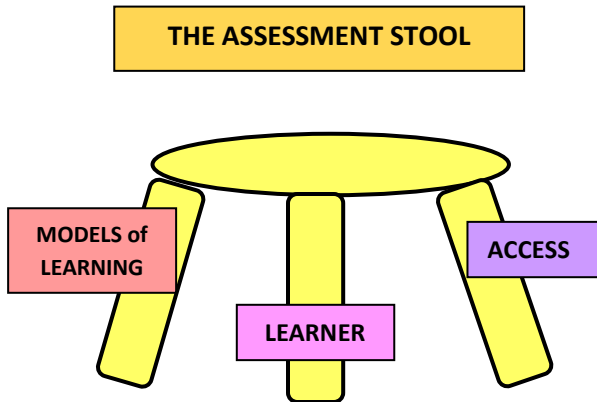 THE ASSESSMENT STOOL
MODELS of
LEARNING
ACCESS
LEARNER